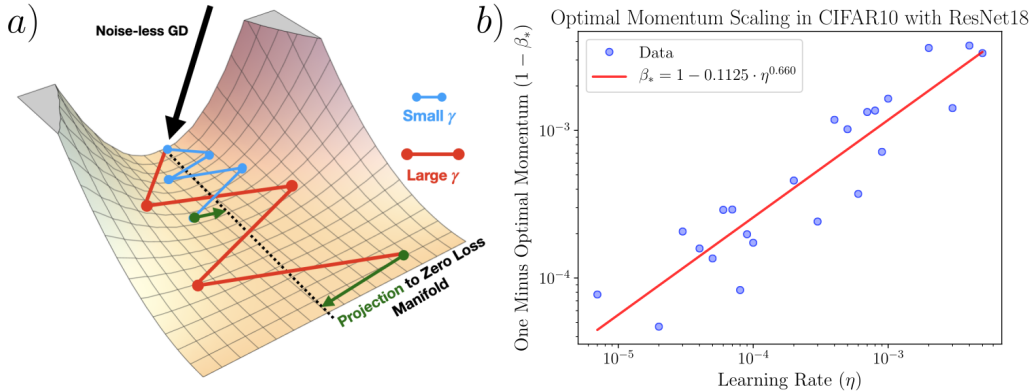 a)
Noise-less GD
Small γ
Large γ
Projection to Zero Loss
Manifold
b)
Optimal Momentum Scaling in CIFAR10 with ResNet18
Data
β* = 1 − 0.1125 · η^0.660
One Minus Optimal Momentum (1 − β*)
10^−3
10^−4
10^−5
10^−4
10^−3
Learning Rate (η)